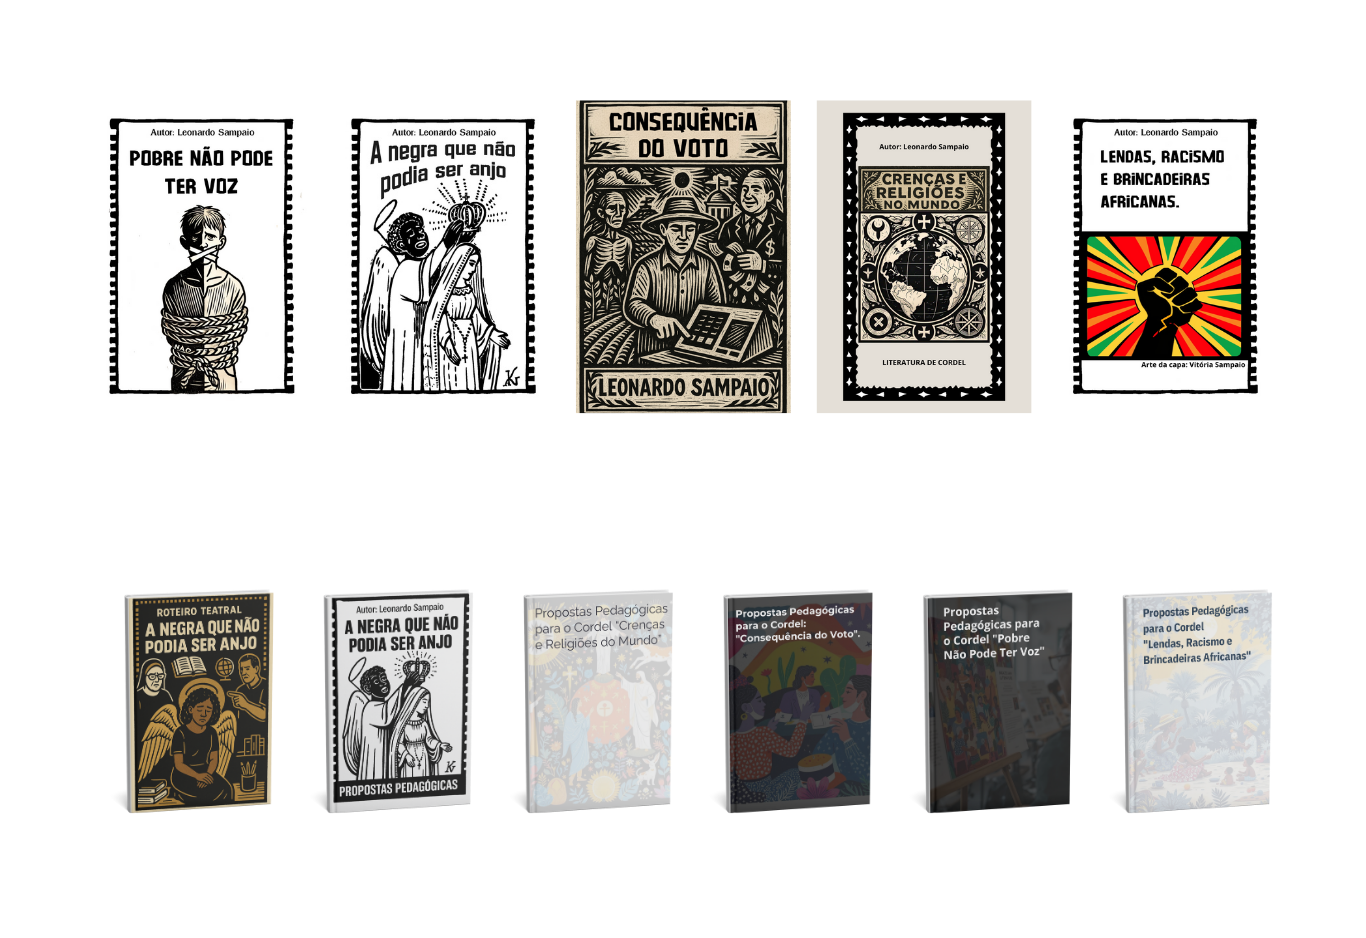 Autor: Leonardo Sampaio
POBRE NÃO PODE
TER VOZ
Autor: Leonardo Sampaio
A negra que não
podia ser anjo
CONSEQUÊNCIA
DO VOTO
LEONARDO SAMPAIO
Autor: Leonardo Sampaio
CRENÇAS E
RELIGIÕES
NO MUNDO
LITERATURA DE CORDEL
Autor: Leonardo Sampaio
LENDAS, RACISMO
E BRINCADEIRAS
AFRICANAS.
Arte da capa: Vitória Sampaio
ROTEIRO TEATRAL
A NEGRA QUE NÃO
PODIA SER ANJO
Autor: Leonardo Sampaio
A NEGRA QUE NÃO
PODIA SER ANJO
PROPOSTAS PEDAGÓGICAS
Propostas Pedagógicas
para o Cordel "Crenças
e Religiões do Mundo"
Propostas Pedagógicas
para o Cordel:
"Consequência do Voto".
Propostas
Pedagógicas para
o Cordel "Pobre
Não Pode Ter Voz"
Propostas Pedagógicas
para o Cordel
"Lendas, Racismo e
Brincadeiras Africanas"